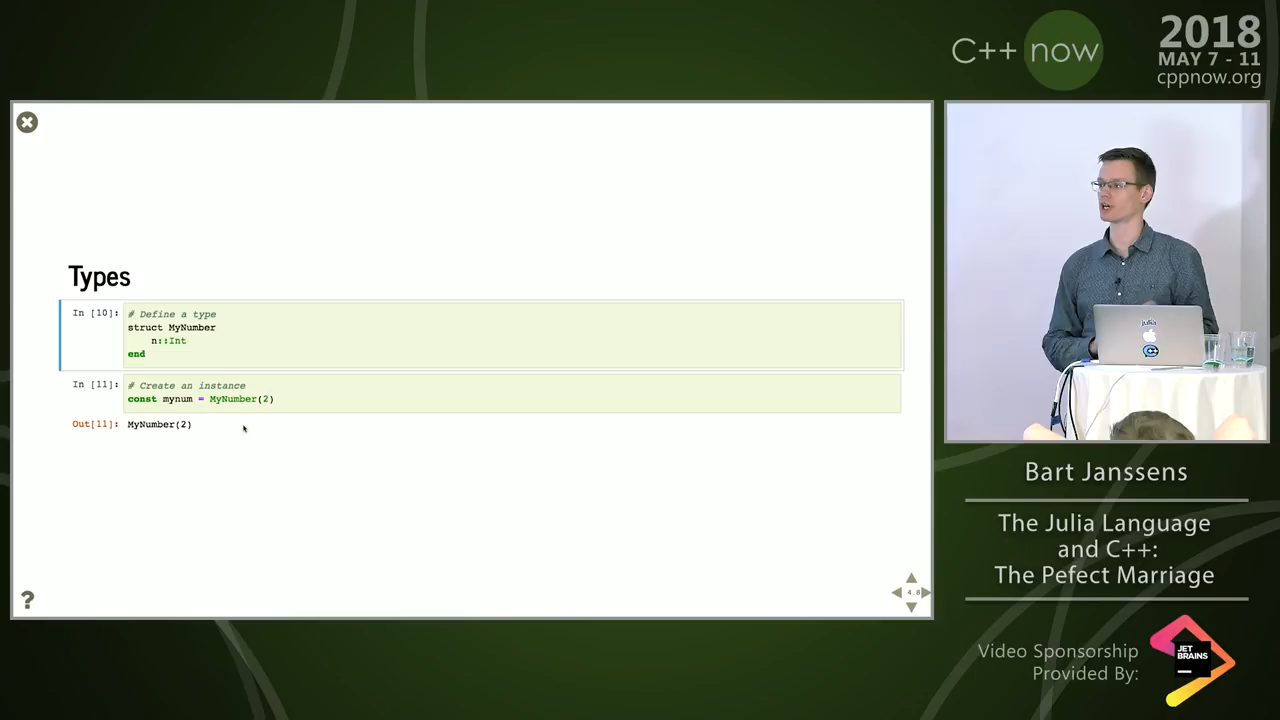 C++ now
2018
MAY 7 - 11
cppnow.org
Types
In [10]:
# Define a type
struct MyNumber
n::Int
end
In [11]:
# Create an instance
const mynum = MyNumber(2)
Out[11]: MyNumber(2)
?
4.0
julia
Bart Janssens
The Julia Language
and C++:
The Pefect Marriage
Video Sponsorship
Provided By:
JET
BRAINS